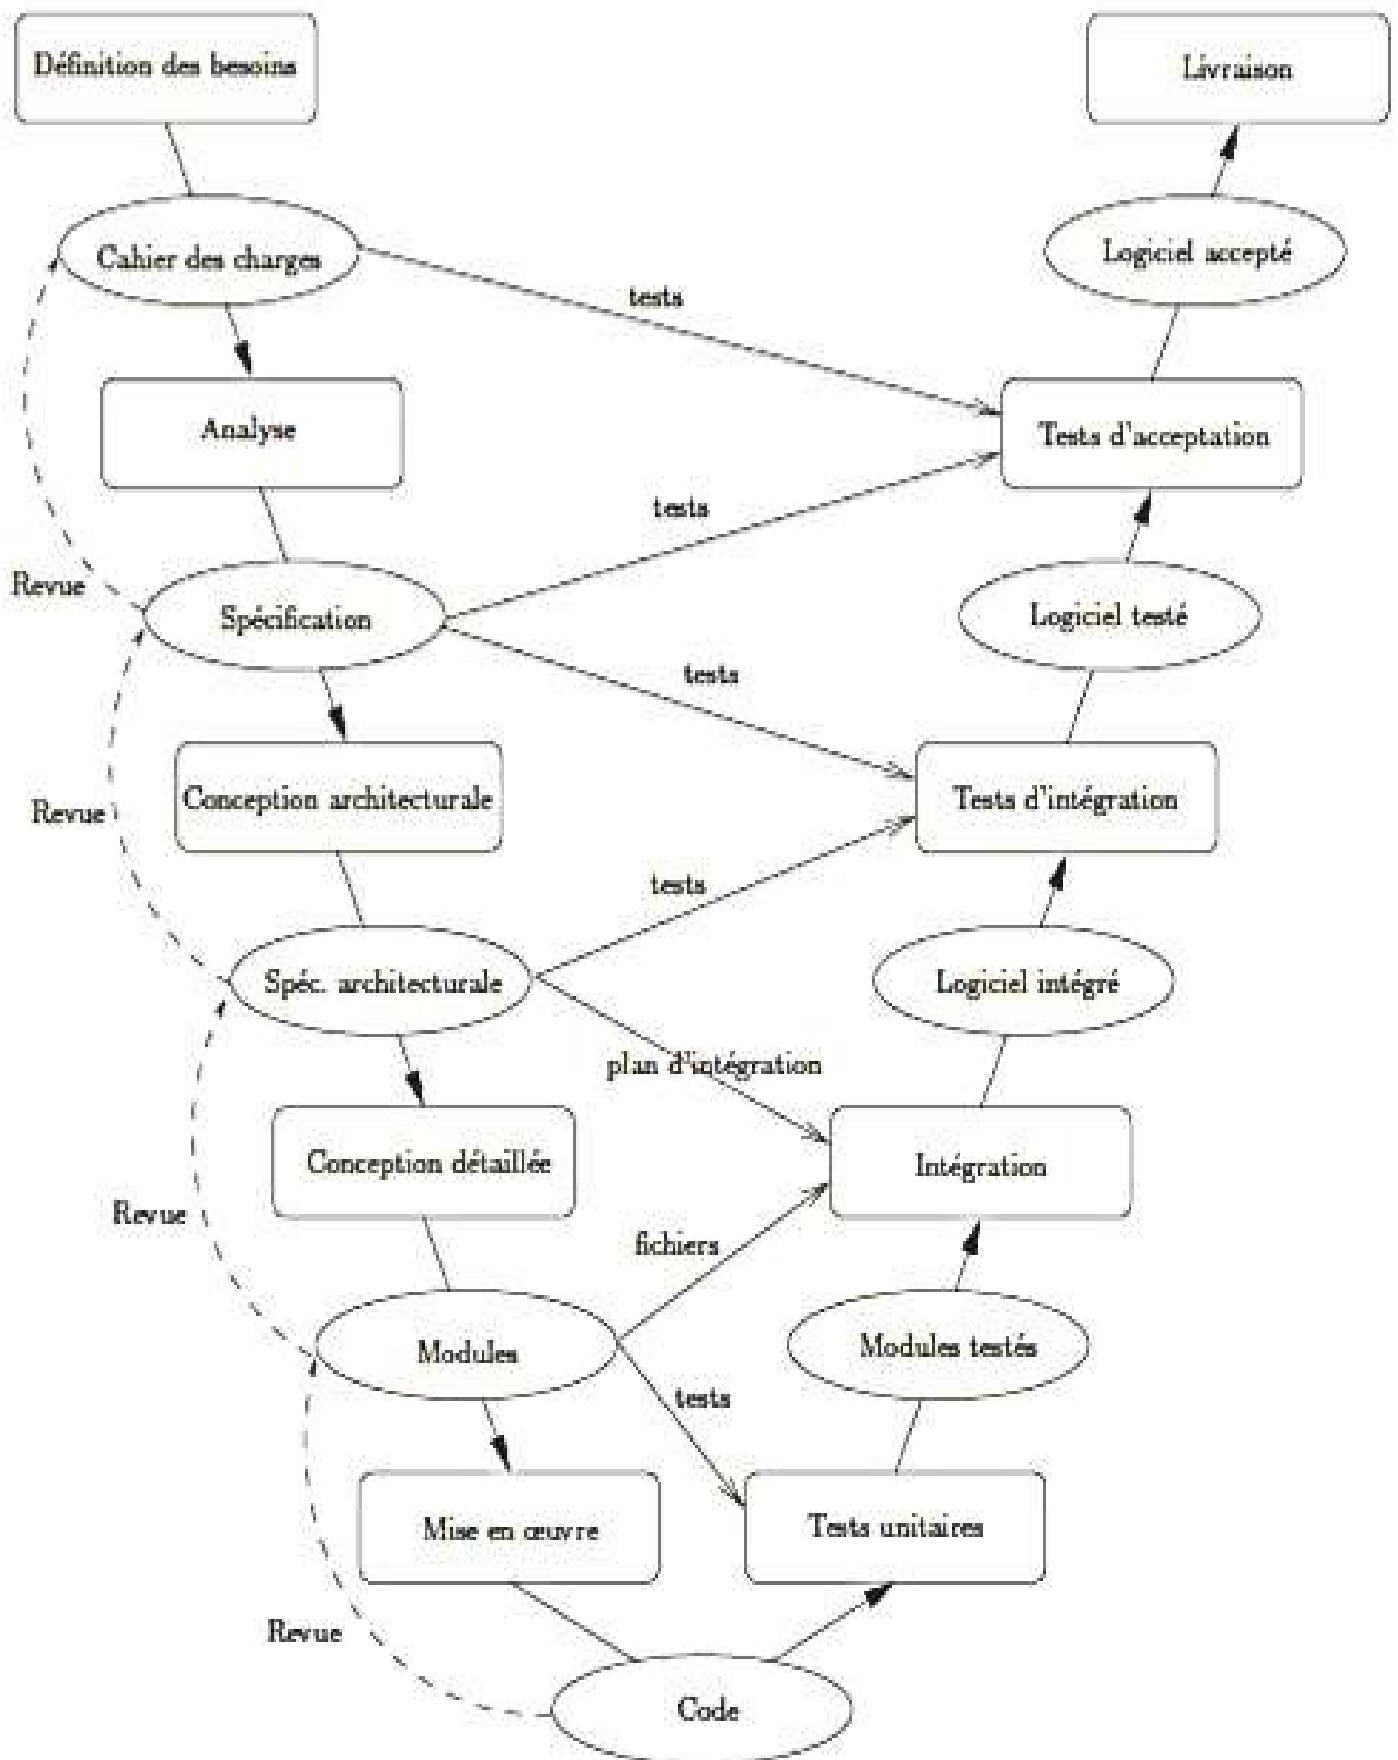 Définition des besoins
Livraison
Cahier des charges
Logiciel accepté
tests
Analyse
Tests d'acceptation
tests
Revue
Spécification
Logiciel testé
tests
Revue
Conception architecturale
Tests d'intégration
tests
Spéc. architecturale
Logiciel intégré
plan d'intégration
Conception détaillée
Intégration
Revue
fichiers
Modules
Modules testés
tests
Mise en œuvre
Tests unitaires
Revue
Code